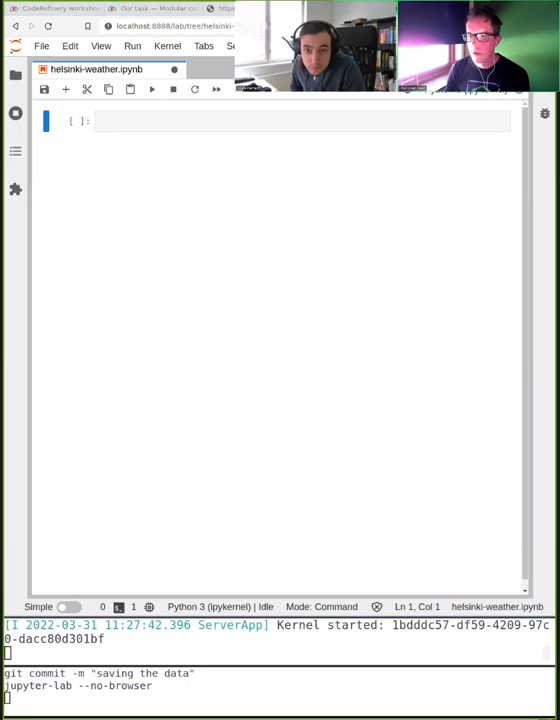 CodeRefinery worksho
Our task — Modular co
http
localhost:8888/lab/tree/helsinki-
File Edit View Run Kernel Tabs Se
helsinki-weather.ipynb
[ ]:
Simple 0 1 Python 3 (ipykernel) | Idle Mode: Command Ln 1, Col 1 helsinki-weather.ipynb
[I 2022-03-31 11:27:42.396 ServerApp] Kernel started: 1bdddc57-df59-4209-97c
0-dacc80d301bf
git commit -m "saving the data"
jupyter-lab --no-browser